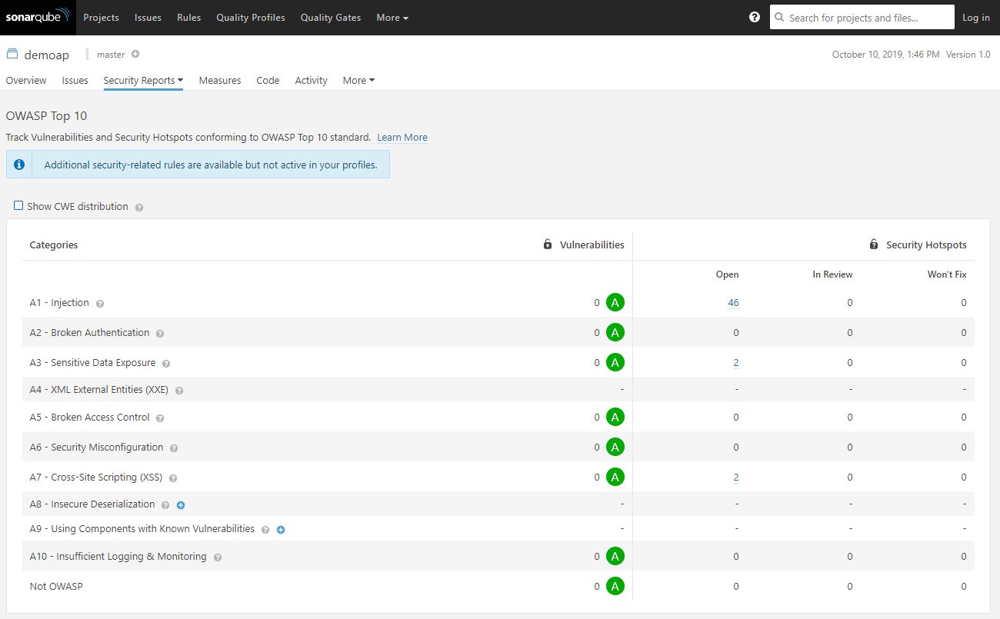 sonarqube Projects Issues Rules Quality Profiles Quality Gates More ? Search for projects and files... Log in
demoap master October 10, 2019, 1:46 PM Version 1.0
Overview Issues Security Reports Measures Code Activity More
OWASP Top 10
Track Vulnerabilities and Security Hotspots conforming to OWASP Top 10 standard. Learn More
Additional security-related rules are available but not active in your profiles.
Show CWE distribution ?
Categories Vulnerabilities Security Hotspots
Open In Review Won't Fix
A1 - Injection ? 0 A 46 0 0
A2 - Broken Authentication ? 0 A 0 0 0
A3 - Sensitive Data Exposure ? 0 A 2 0 0
A4 - XML External Entities (XXE) ? - - - -
A5 - Broken Access Control ? 0 A 0 0 0
A6 - Security Misconfiguration ? 0 A 0 0 0
A7 - Cross-Site Scripting (XSS) ? 0 A 2 0 0
A8 - Insecure Deserialization ? - - - -
A9 - Using Components with Known Vulnerabilities ? - - - -
A10 - Insufficient Logging & Monitoring ? 0 A 0 0 0
Not OWASP 0 A 0 0 0